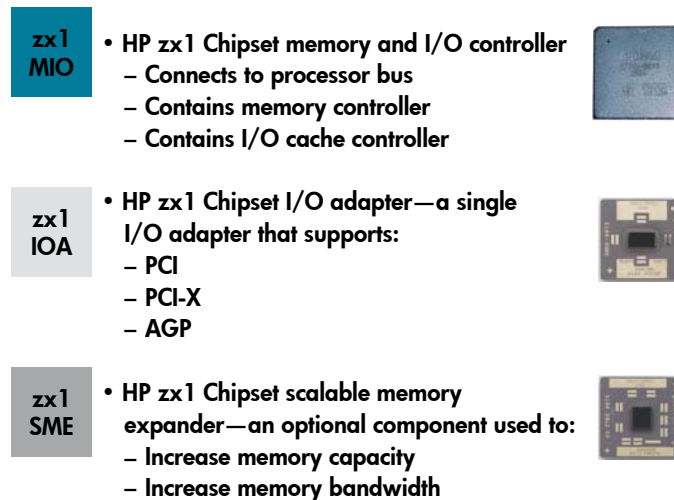 zx1
MIO
• HP zx1 Chipset memory and I/O controller
– Connects to processor bus
– Contains memory controller
– Contains I/O cache controller
zx1
IOA
• HP zx1 Chipset I/O adapter—a single
I/O adapter that supports:
– PCI
– PCI-X
– AGP
zx1
SME
• HP zx1 Chipset scalable memory
expander—an optional component used to:
– Increase memory capacity
– Increase memory bandwidth